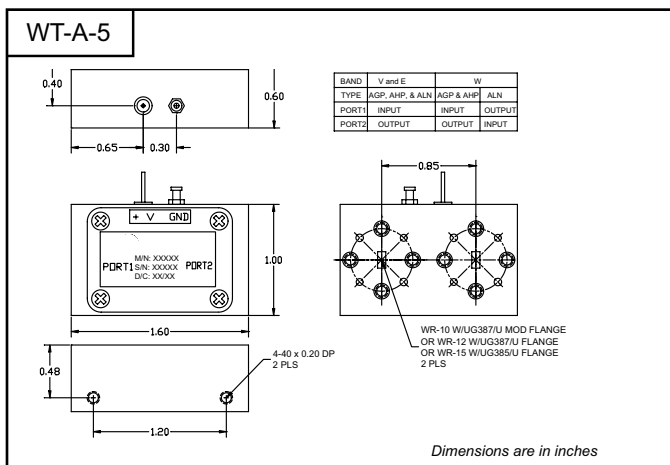 WT-A-5
0.40
0.60
0.65
0.30
BAND V and E W
TYPE AGP, AHP, & ALN AGP & AHP ALN
PORT1 INPUT INPUT OUTPUT
PORT2 OUTPUT OUTPUT INPUT
0.85
+ V GND
PORT1
M/N: XXXXX
S/N: XXXXX
D/C: XX/XX
PORT2
1.00
1.60
WR-10 W/UG387/U MOD FLANGE
OR WR-12 W/UG387/U FLANGE
OR WR-15 W/UG385/U FLANGE
2 PLS
0.48
4-40 x 0.20 DP
2 PLS
1.20
Dimensions are in inches